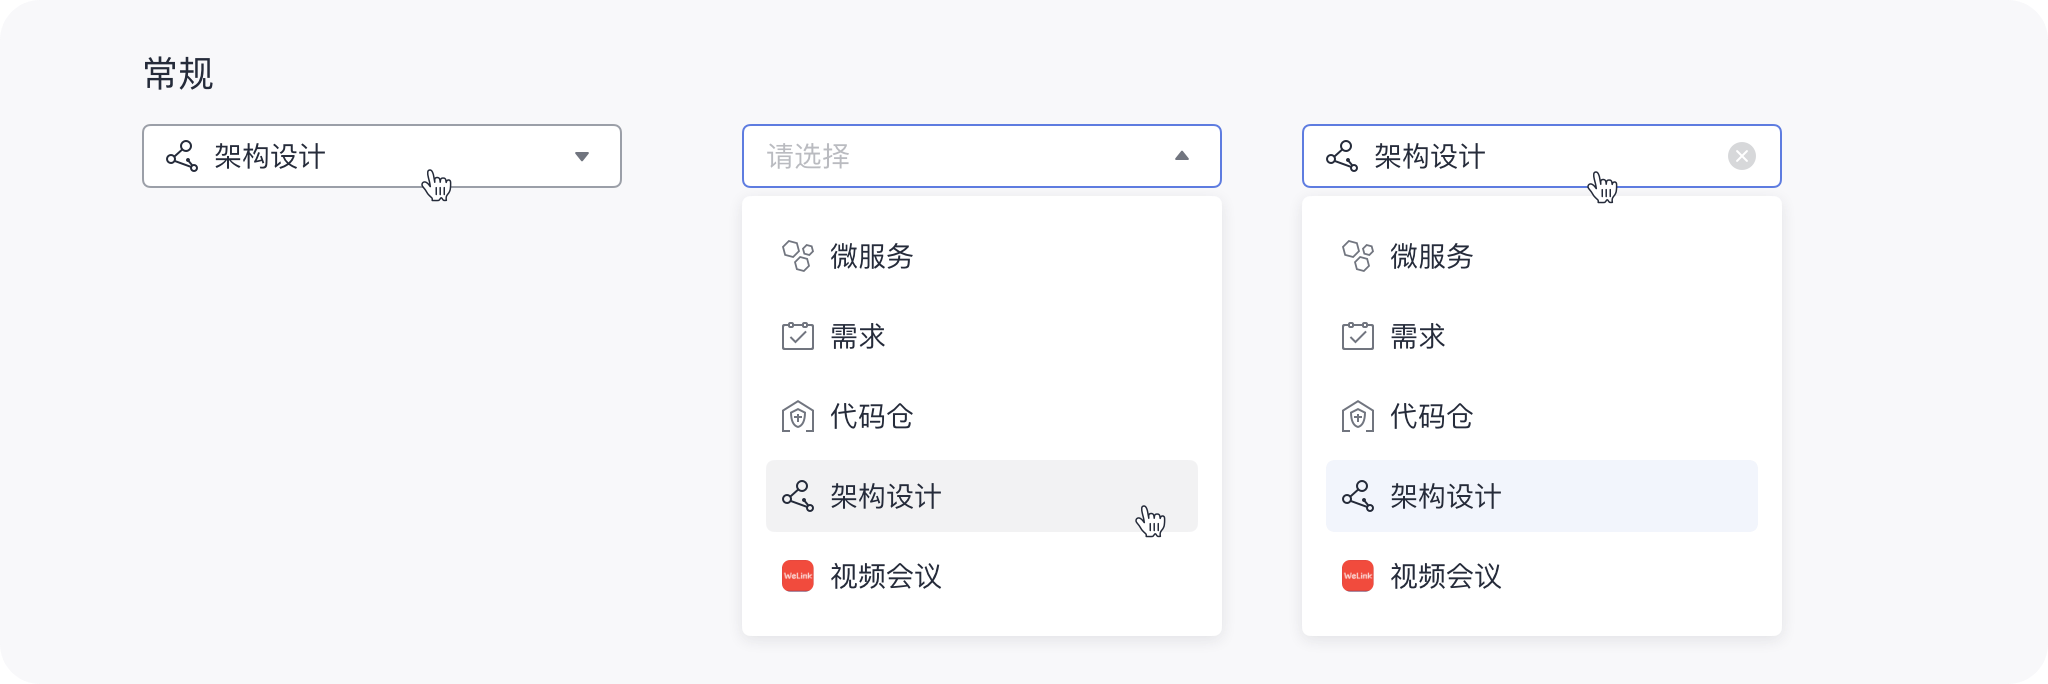 常规
架构设计
请选择
微服务
需求
代码仓
架构设计
WeLink
视频会议
架构设计
微服务
需求
代码仓
架构设计
WeLink
视频会议